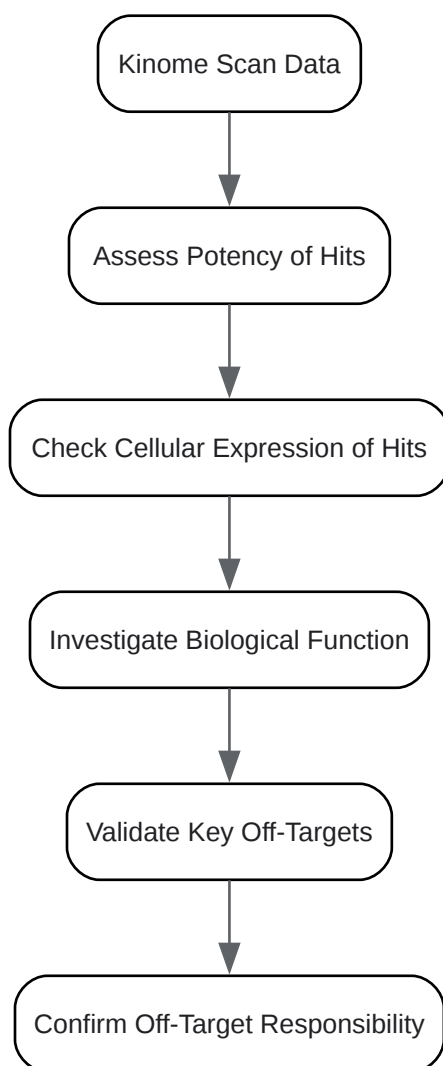 Kinome Scan Data
Assess Potency of Hits
Check Cellular Expression of Hits
Investigate Biological Function
Validate Key Off-Targets
Confirm Off-Target Responsibility